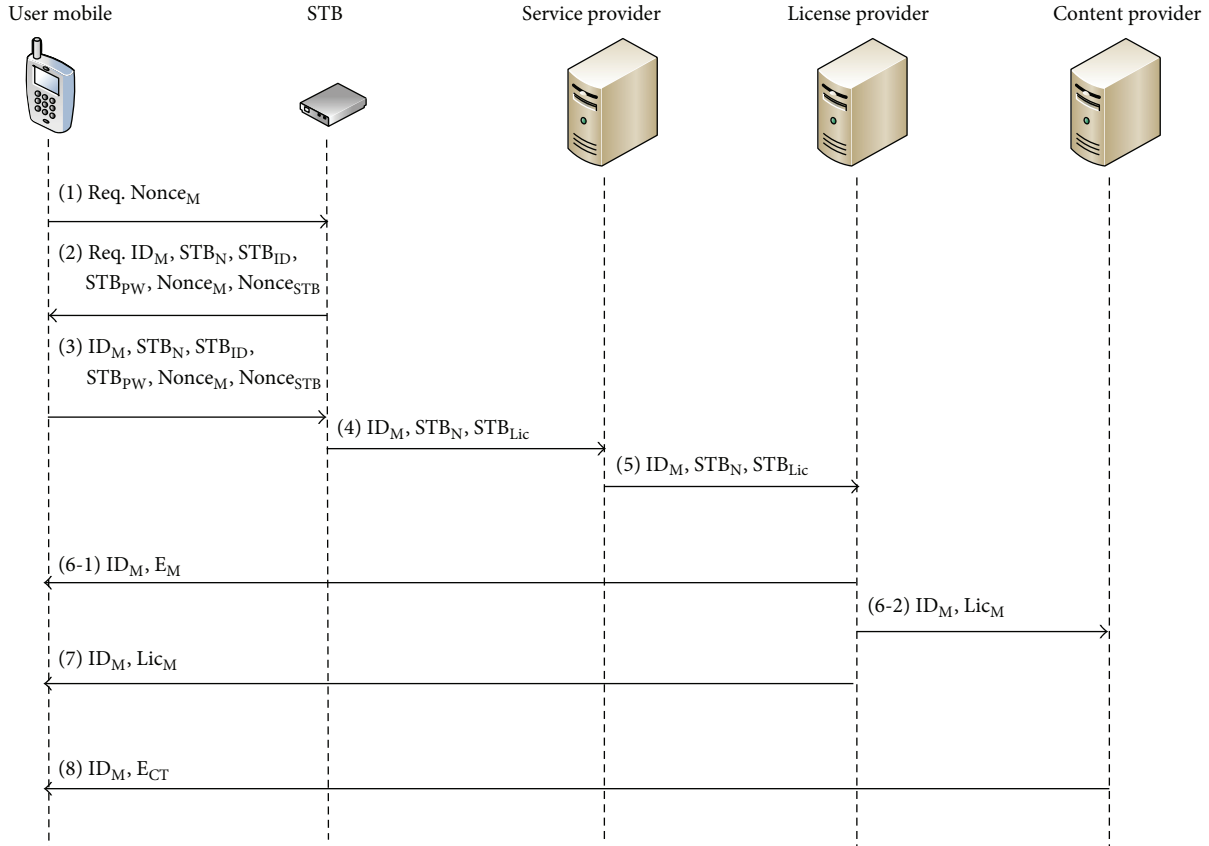 User mobile
STB
Service provider
License provider
Content provider
(1) Req. Nonce_M
(2) Req. ID_M, STB_N, STB_ID,
STB_PW, Nonce_M, Nonce_STB
(3) ID_M, STB_N, STB_ID,
STB_PW, Nonce_M, Nonce_STB
(4) ID_M, STB_N, STB_Lic
(5) ID_M, STB_N, STB_Lic
(6-1) ID_M, E_M
(6-2) ID_M, Lic_M
(7) ID_M, Lic_M
(8) ID_M, E_CT